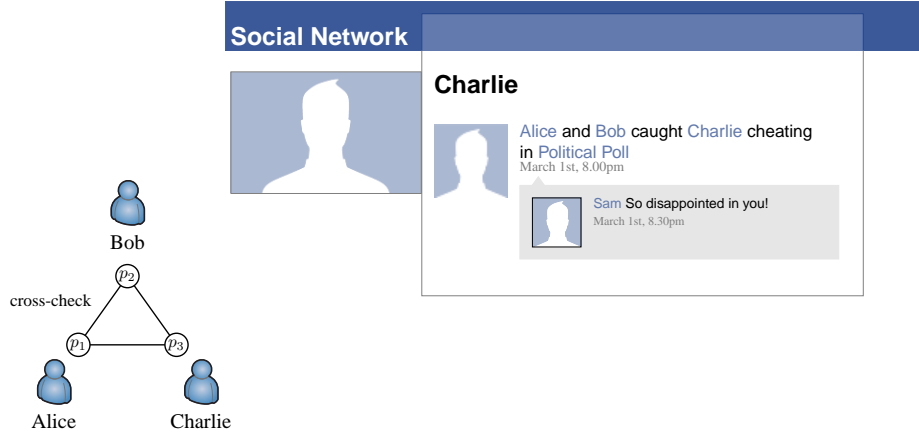 Social Network
Charlie
Alice and Bob caught Charlie cheating
in Political Poll
March 1st, 8.00pm
Sam So disappointed in you!
March 1st, 8.30pm
Bob
p2
cross-check
p1
p3
Alice
Charlie